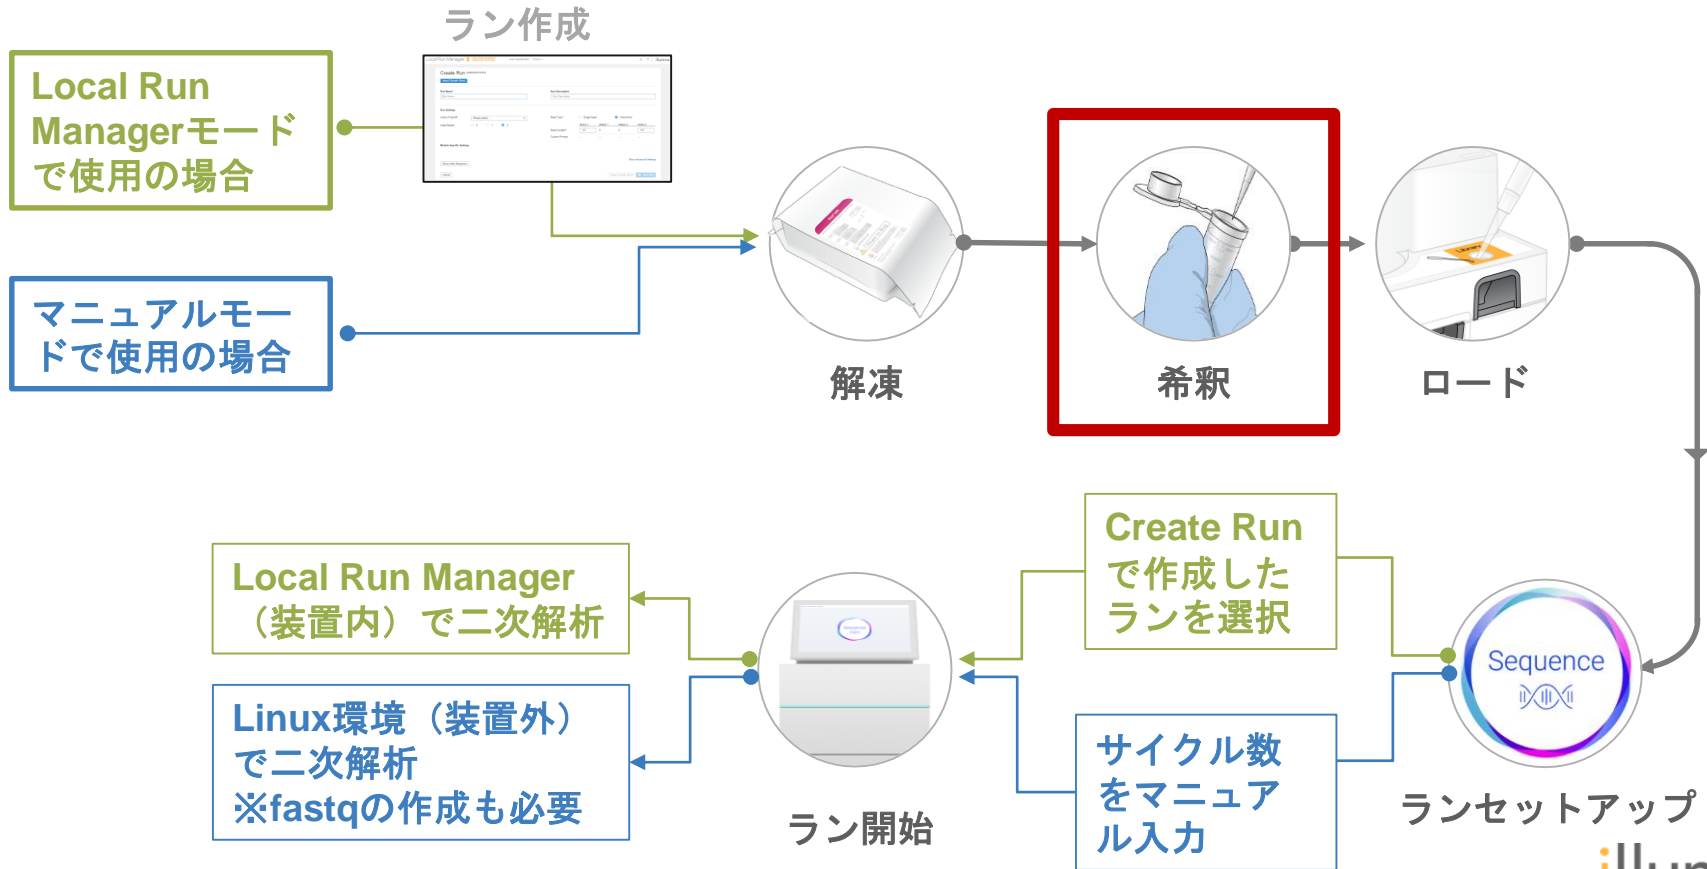 ラン作成
Local Run
Managerモード
で使用の場合
Create Run
マニュアルモー
ドで使用の場合
解凍
希釈
ロード
Library
Create Run
で作成した
ランを選択
Local Run Manager
（装置内）で二次解析
Sequence
Linux環境（装置外）
で二次解析
※fastqの作成も必要
サイクル数
をマニュア
ル入力
ラン開始
ランセットアップ